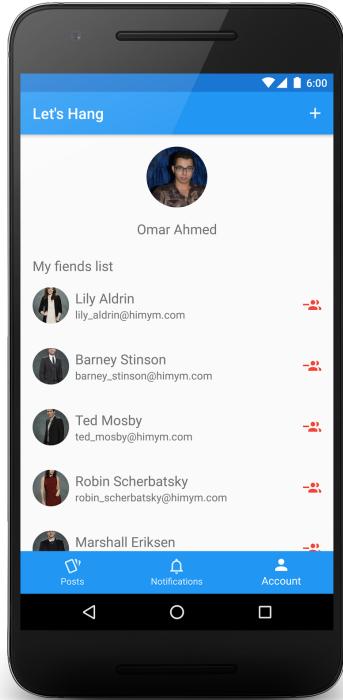 6:00
Let's Hang
+
Omar Ahmed
My fiends list
Lily Aldrin
lily_aldrin@himym.com
Barney Stinson
barney_stinson@himym.com
Ted Mosby
ted_mosby@himym.com
Robin Scherbatsky
robin_scherbatsky@himym.com
Marshall Eriksen
Posts Notifications Account